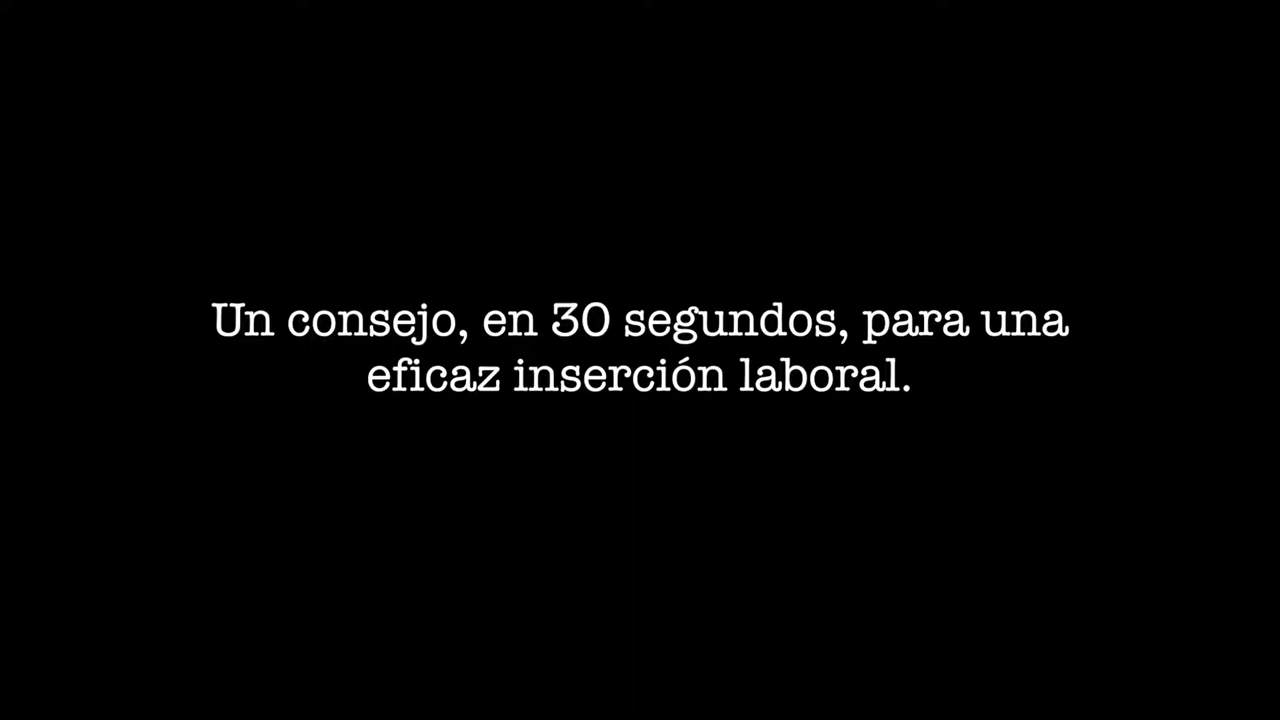 Un consejo, en 30 segundos, para una
eficaz inserción laboral.